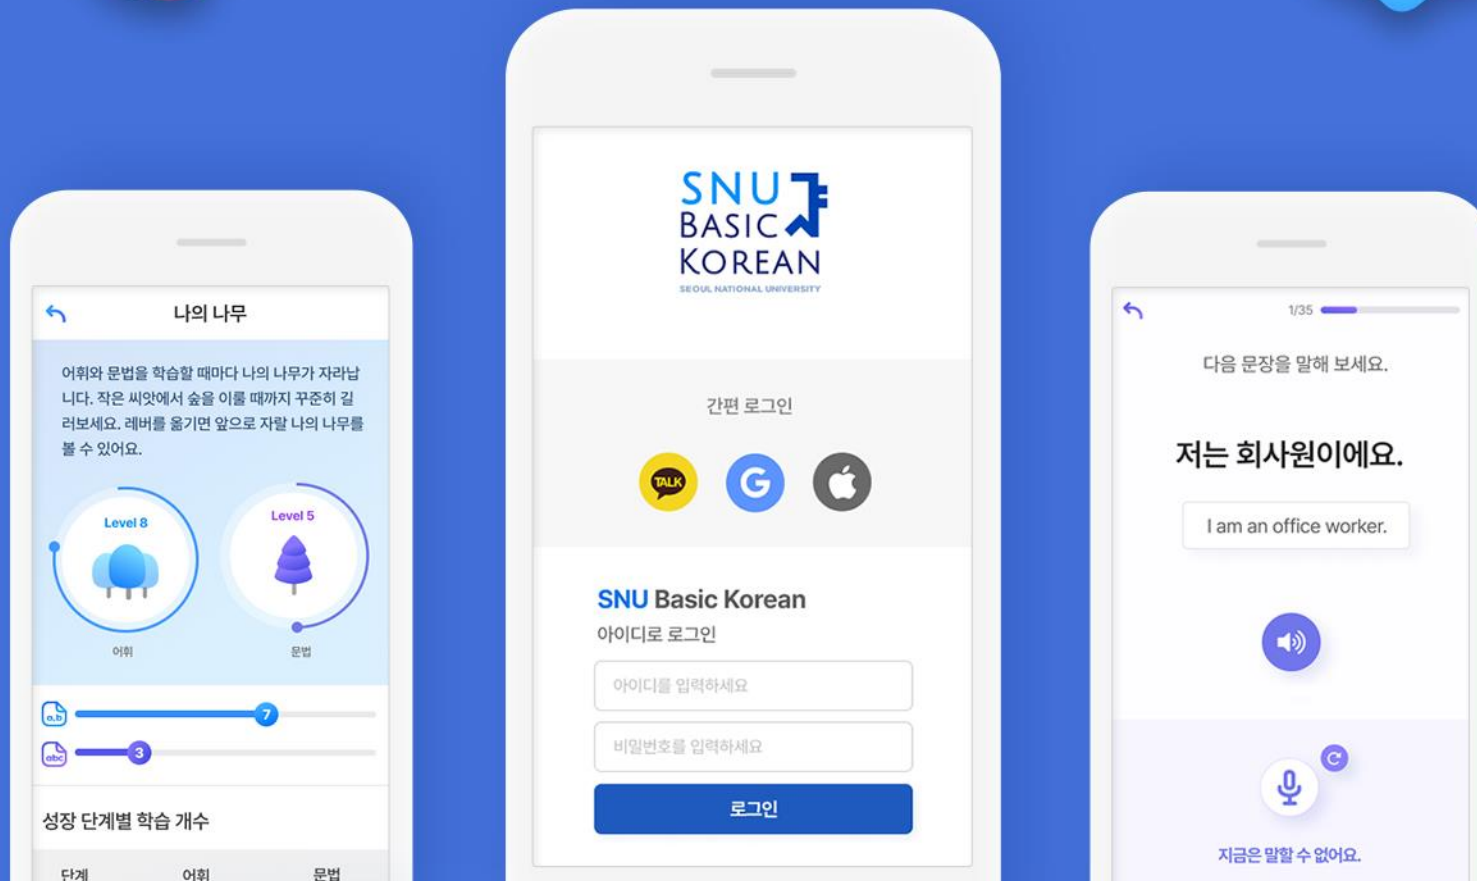 나의 나무
어휘와 문법을 학습할 때마다 나의 나무가 자라납
니다. 작은 씨앗에서 숲을 이룰 때까지 꾸준히 길
러보세요. 레버를 옮기면 앞으로 자랄 나의 나무를
볼 수 있어요.
Level 8
Level 5
어휘
문법
a.b
7
abc
3
성장 단계별 학습 개수
단계
어휘
문법
SNU
BASIC
KOREAN
SEOUL NATIONAL UNIVERSITY
간편 로그인
TALK
G
SNU Basic Korean
아이디로 로그인
아이디를 입력하세요
비밀번호를 입력하세요
로그인
1/35
다음 문장을 말해 보세요.
저는 회사원이에요.
I am an office worker.
지금은 말할 수 없어요.